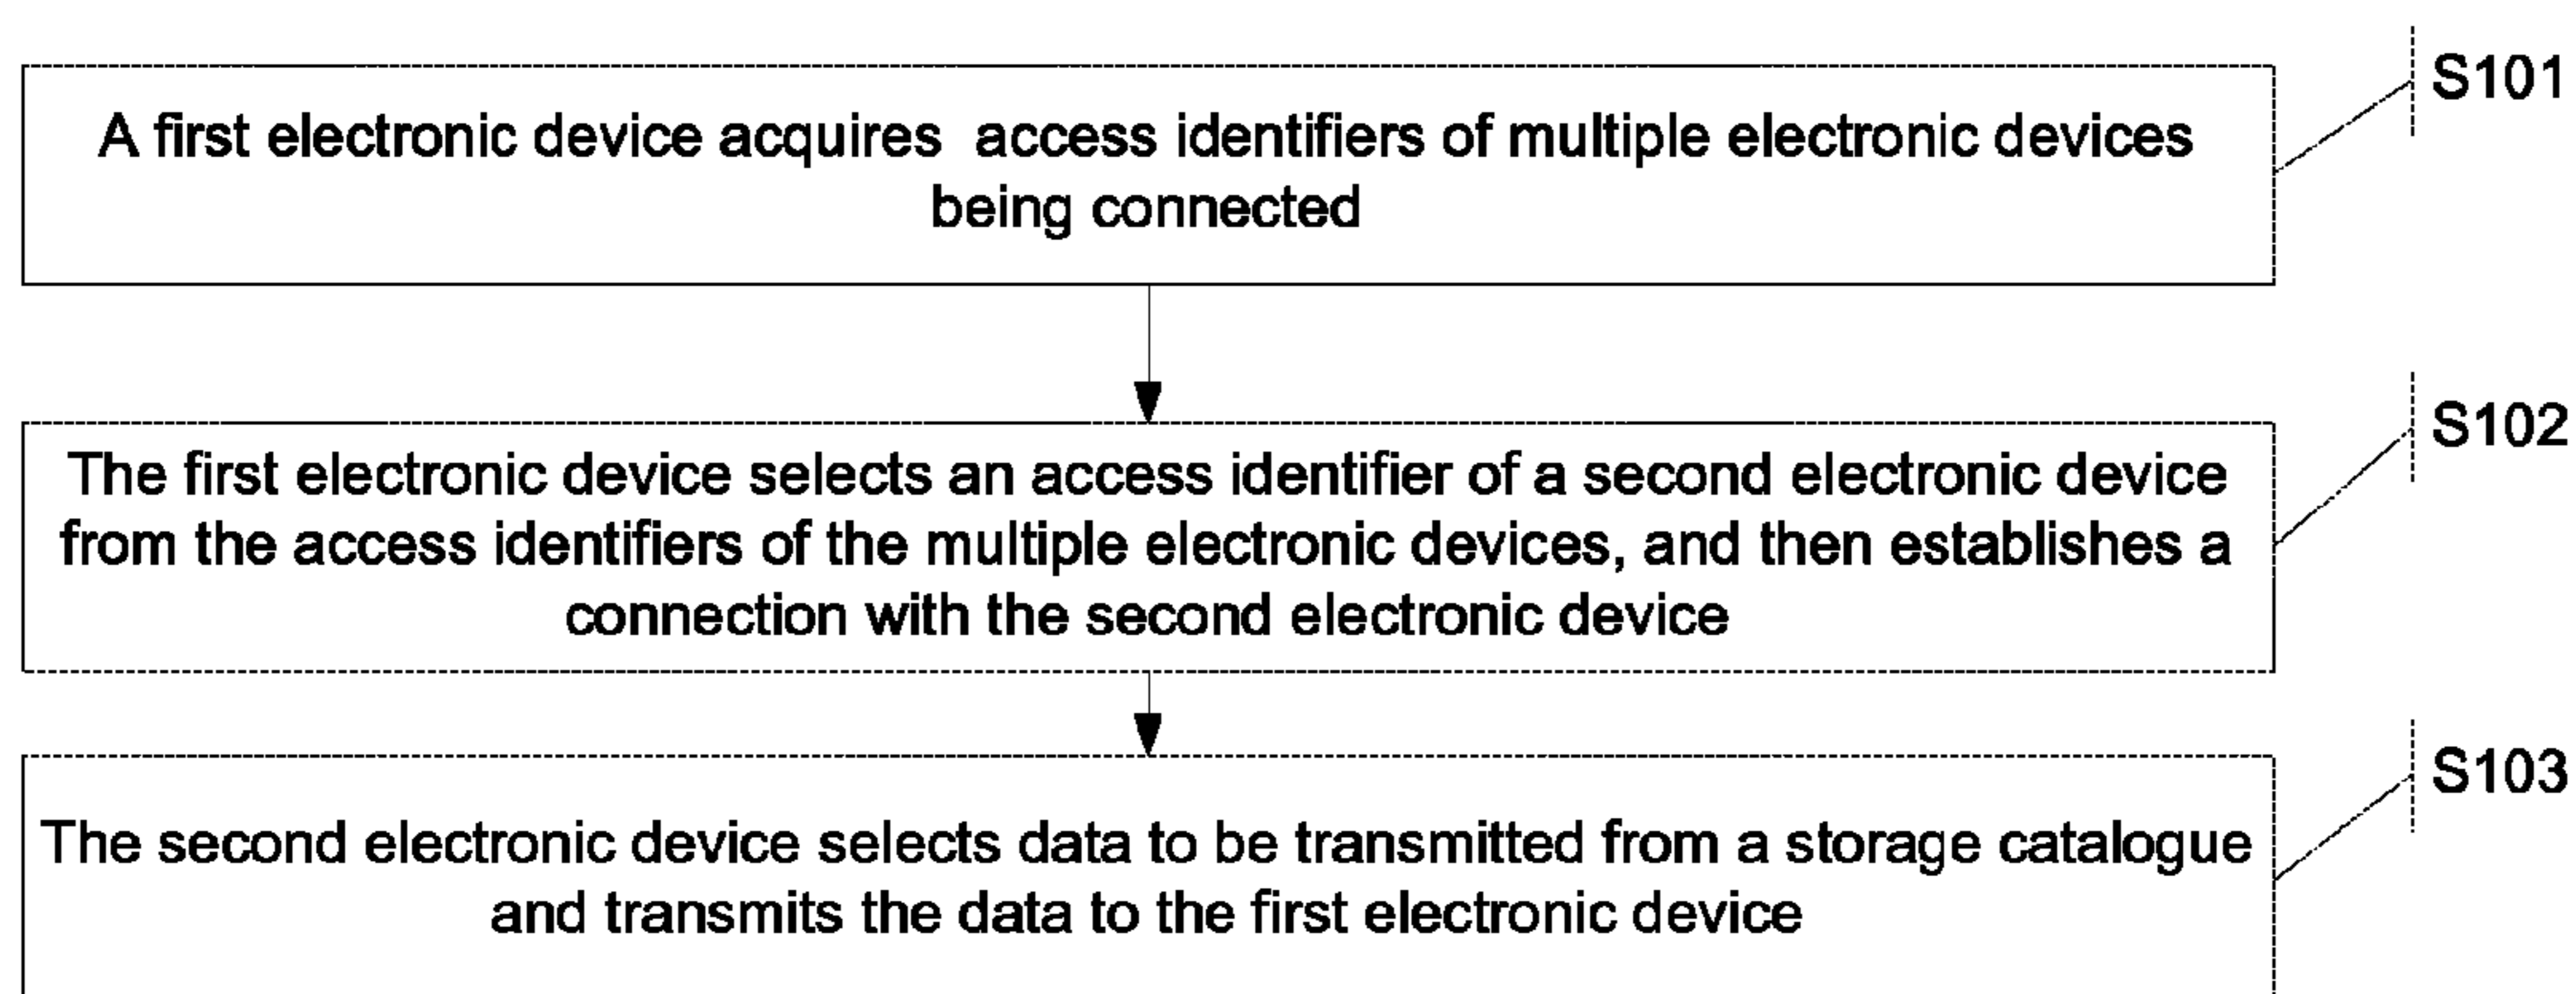 S101
A first electronic device acquires access identifiers of multiple electronic devices
being connected
S102
The first electronic device selects an access identifier of a second electronic device
from the access identifiers of the multiple electronic devices, and then establishes a
connection with the second electronic device
S103
The second electronic device selects data to be transmitted from a storage catalogue
and transmits the data to the first electronic device